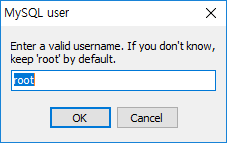 MySQL user
Enter a valid username. If you don't know,
keep 'root' by default.
root
OK
Cancel